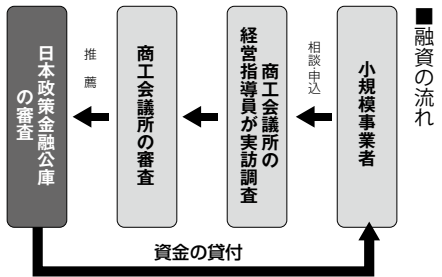 ■融資の流れ
小規模事業者
相談・申込
商工会議所の
経営指導員が実訪調査
商工会議所の審査
推薦
日本政策金融公庫
の審査
資金の貸付